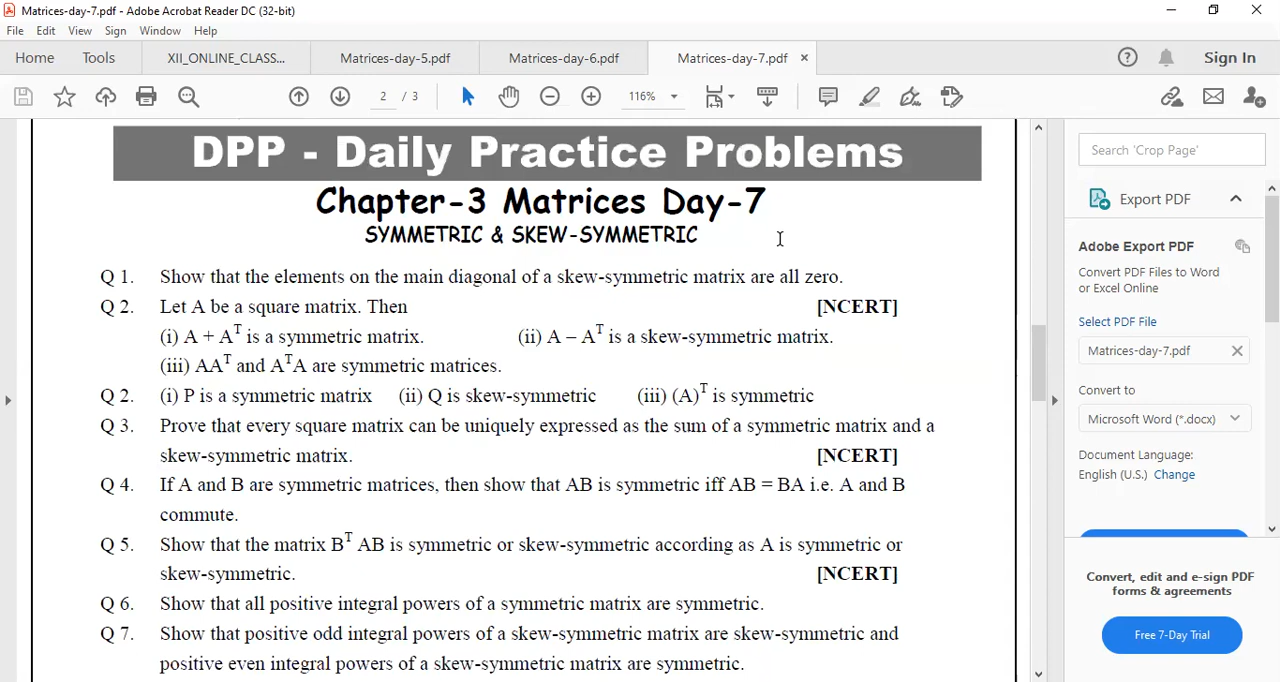 Matrices-day-7.pdf - Adobe Acrobat Reader DC (32-bit)
File Edit View Sign Window Help
Home Tools XII_ONLINE_CLASS... Matrices-day-5.pdf Matrices-day-6.pdf Matrices-day-7.pdf × Sign In
2 / 3 116%
DPP - Daily Practice Problems
Chapter-3 Matrices Day-7
SYMMETRIC & SKEW-SYMMETRIC
Q 1. Show that the elements on the main diagonal of a skew-symmetric matrix are all zero.
Q 2. Let A be a square matrix. Then [NCERT]
(i) A + Aᵀ is a symmetric matrix. (ii) A – Aᵀ is a skew-symmetric matrix.
(iii) AAᵀ and AᵀA are symmetric matrices.
Q 2. (i) P is a symmetric matrix (ii) Q is skew-symmetric (iii) (A)ᵀ is symmetric
Q 3. Prove that every square matrix can be uniquely expressed as the sum of a symmetric matrix and a
skew-symmetric matrix. [NCERT]
Q 4. If A and B are symmetric matrices, then show that AB is symmetric iff AB = BA i.e. A and B
commute.
Q 5. Show that the matrix Bᵀ AB is symmetric or skew-symmetric according as A is symmetric or
skew-symmetric. [NCERT]
Q 6. Show that all positive integral powers of a symmetric matrix are symmetric.
Q 7. Show that positive odd integral powers of a skew-symmetric matrix are skew-symmetric and
positive even integral powers of a skew-symmetric matrix are symmetric.
Search 'Crop Page'
Export PDF
Adobe Export PDF
Convert PDF Files to Word
or Excel Online
Select PDF File
Matrices-day-7.pdf
Convert to
Microsoft Word (*.docx)
Document Language:
English (U.S.) Change
Convert, edit and e-sign PDF
forms & agreements
Free 7-Day Trial